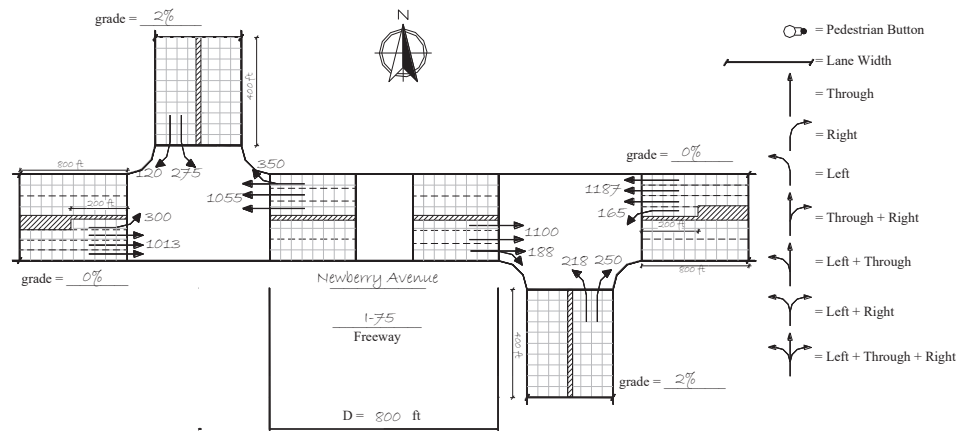 grade = 2%
N
= Pedestrian Button
= Lane Width
= Through
= Right
= Left
= Through + Right
= Left + Through
= Left + Right
= Left + Through + Right
400 ft
120 275
350
800 ft
200 ft
300
1013
grade = 0%
1055
1100
188
grade = 0%
1187
165
200 ft
800 ft
218 250
400 ft
grade = 2%
Newberry Avenue
I-75
Freeway
D = 800 ft